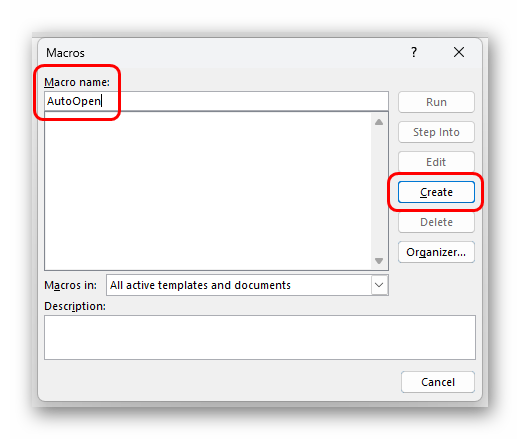 Macros
?
Macro name:
AutoOpen
Run
Step Into
Edit
Create
Delete
Organizer...
Macros in:
All active templates and documents
Description:
Cancel